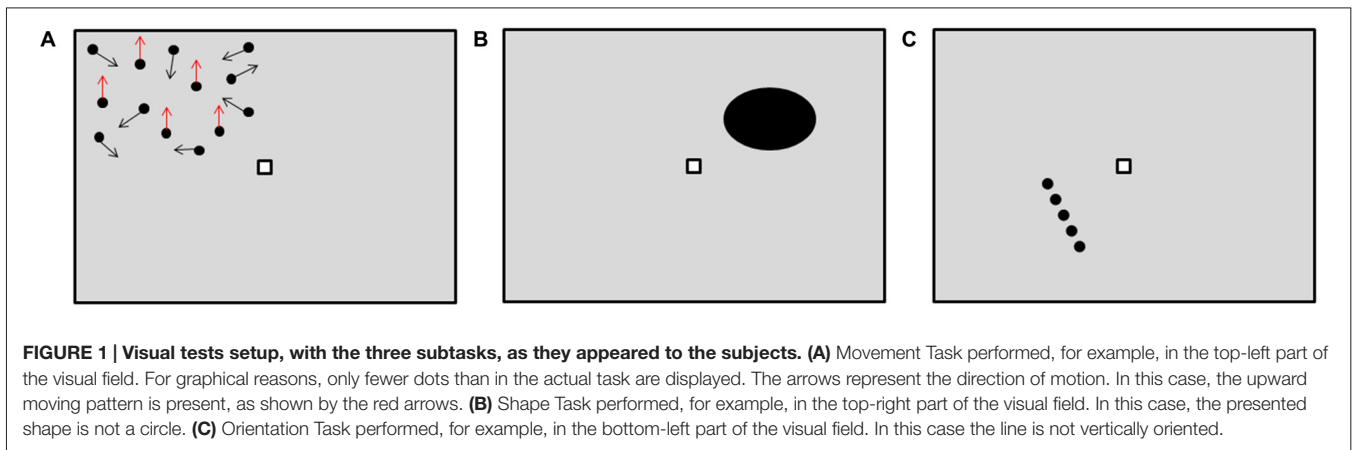 A
B
C
FIGURE 1 | Visual tests setup, with the three subtasks, as they appeared to the subjects. (A) Movement Task performed, for example, in the top-left part of
the visual field. For graphical reasons, only fewer dots than in the actual task are displayed. The arrows represent the direction of motion. In this case, the upward
moving pattern is present, as shown by the red arrows. (B) Shape Task performed, for example, in the top-right part of the visual field. In this case, the presented
shape is not a circle. (C) Orientation Task performed, for example, in the bottom-left part of the visual field. In this case the line is not vertically oriented.